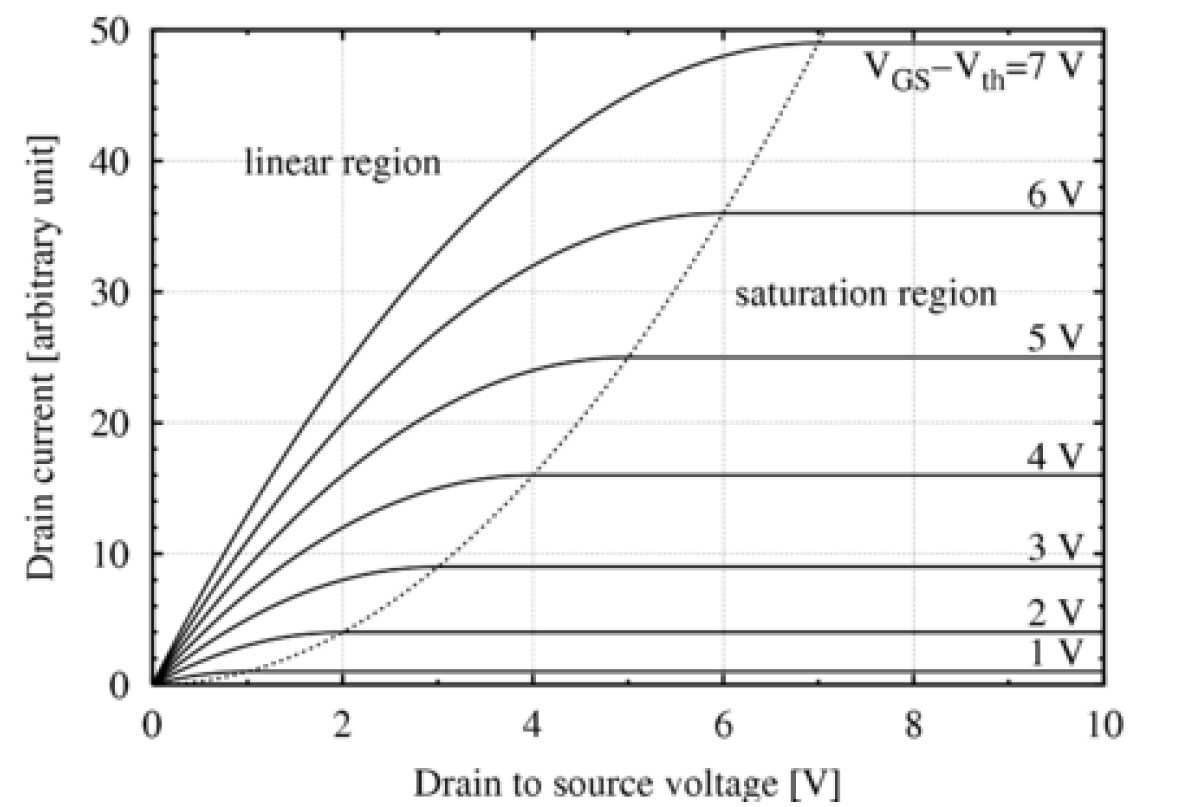 50
V_GS−V_th=7 V
linear region
40
6 V
30
saturation region
5 V
20
4 V
10
3 V
2 V
1 V
0
0 2 4 6 8 10
Drain to source voltage [V]
Drain current [arbitrary unit]